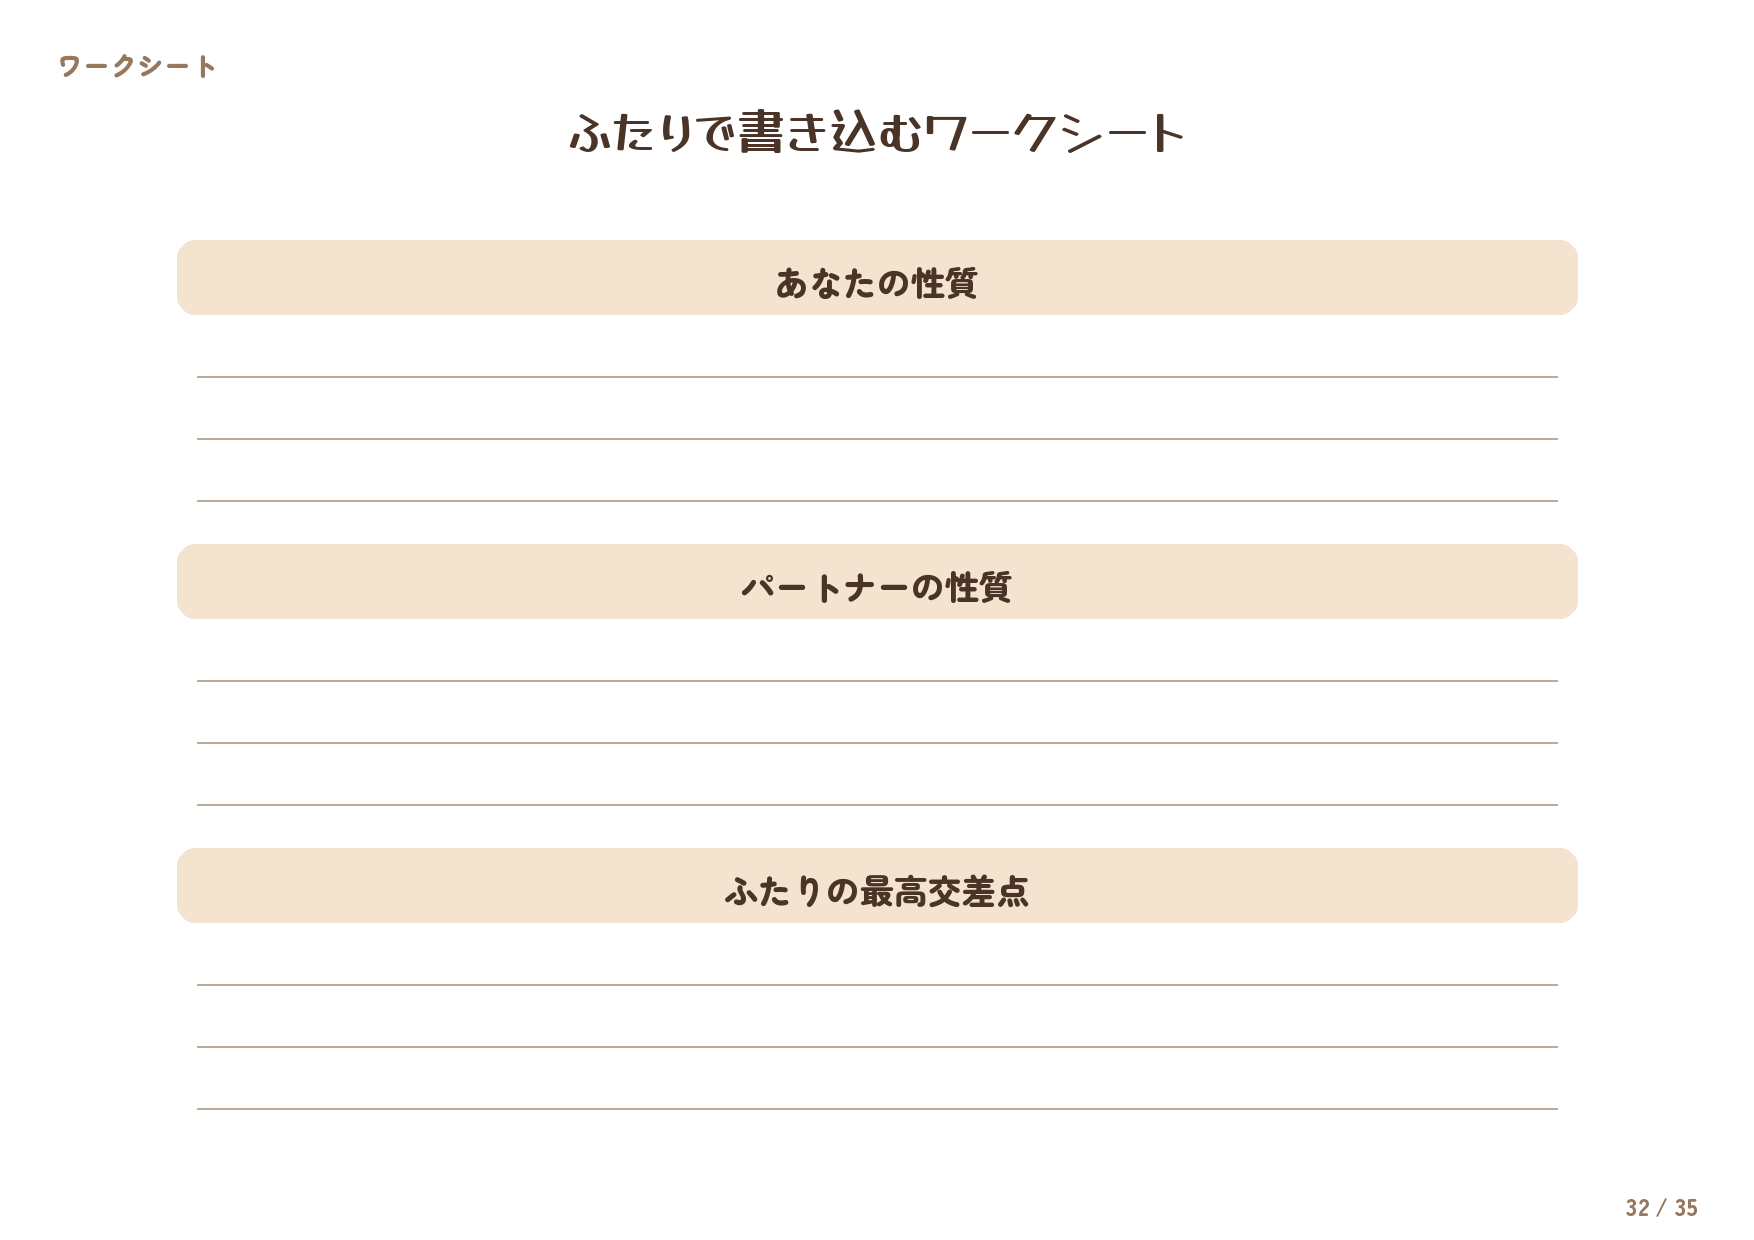 ワークシート
ふたりで書き込むワークシート
あなたの性質
パートナーの性質
ふたりの最高交差点
32 / 35